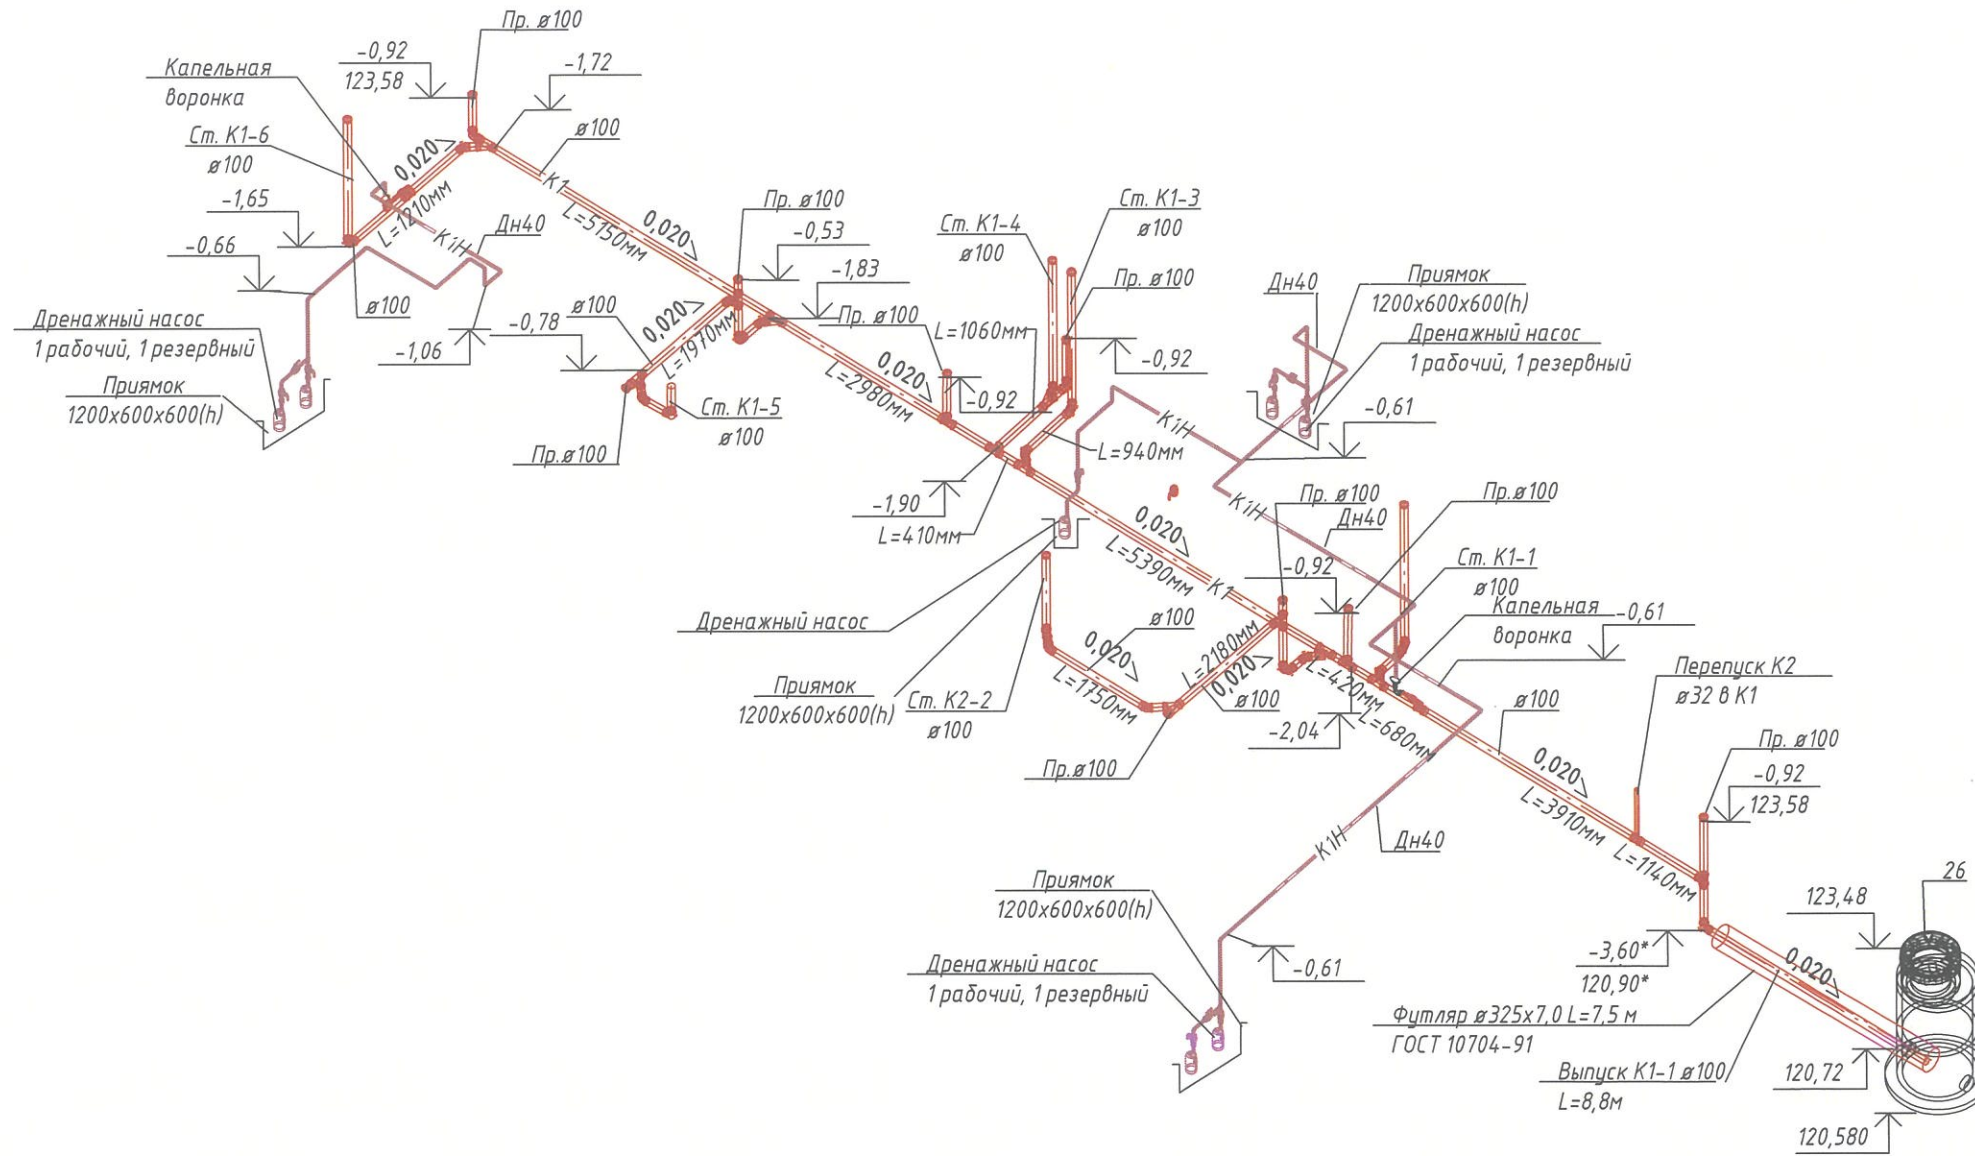 Пр. ø100
-0,92
123,58
-1,72
Капельная
воронка
Ст. К1-6
ø100
0,020
ø100
К1
L=1210мм
L=5150мм
0,020
-1,65
-0,66
К1Н
Дн40
ø100
Дренажный насос
1 рабочий, 1 резервный
Приямок
1200x600x600(h)
-1,06
-0,78
ø100
0,020
L=1970мм
Пр. ø100
-0,53
-1,83
Пр. ø100
Ст. К1-5
ø100
Пр.ø100
0,020
L=2980мм
-0,92
Ст. К1-4
ø100
Ст. К1-3
ø100
Пр. ø100
L=1060мм
-0,92
L=940мм
-1,90
L=410мм
К1Н
Дн40
Приямок
1200x600x600(h)
Дренажный насос
1 рабочий, 1 резервный
-0,61
К1Н
Дн40
Пр. ø100
Пр.ø100
0,020
L=5390мм
К1
-0,92
Ст. К1-1
ø100
Капельная
воронка
-0,61
Дренажный насос
Приямок
1200x600x600(h)
Ст. К2-2
ø100
0,020
L=1750мм
ø100
L=2180мм
0,020
ø100
Пр.ø100
L=420мм
-2,04
L=680мм
Перепуск К2
ø32 в К1
ø100
0,020
L=3910мм
L=1140мм
Пр. ø100
-0,92
123,58
К1Н
Дн40
Приямок
1200x600x600(h)
Дренажный насос
1 рабочий, 1 резервный
-0,61
26
123,48
-3,60*
120,90*
0,020
Футляр ø325x7,0 L=7,5 м
ГОСТ 10704-91
Выпуск К1-1 ø100
L=8,8м
120,72
120,580